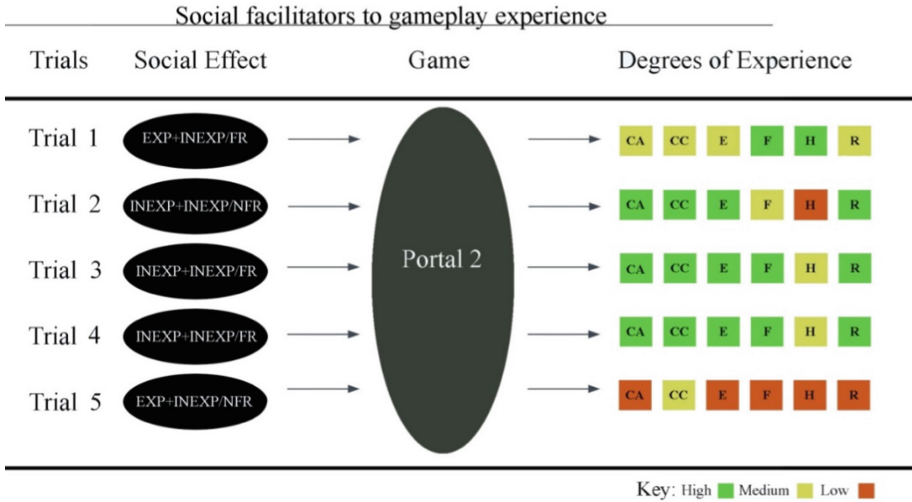 Social facilitators to gameplay experience
Trials Social Effect Game Degrees of Experience
Trial 1 EXP+INEXP/FR CA CC E F H R
Trial 2 INEXP+INEXP/NFR CA CC E F H R
Portal 2
Trial 3 INEXP+INEXP/FR CA CC E F H R
Trial 4 INEXP+INEXP/FR CA CC E F H R
Trial 5 EXP+INEXP/NFR CA CC E F H R
Key: High Medium Low